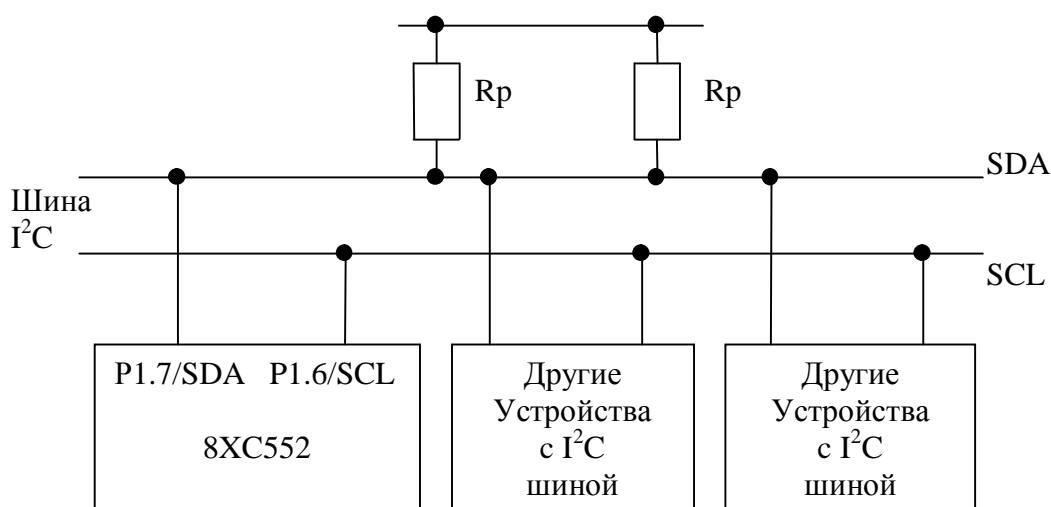 Rp
Rp
SDA
Шина
I²C
SCL
P1.7/SDA P1.6/SCL
8XC552
Другие
Устройства
с I²C
шиной
Другие
Устройства
с I²C
шиной